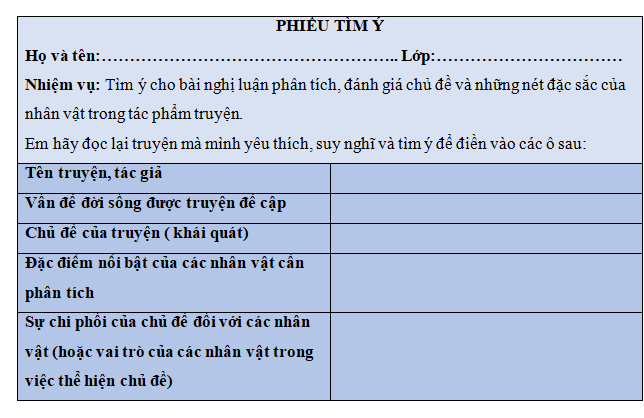 PHIẾU TÌM Ý
Họ và tên:……………………………………………….. Lớp:……………………………
Nhiệm vụ: Tìm ý cho bài nghị luận phân tích, đánh giá chủ đề và những nét đặc sắc của
nhân vật trong tác phẩm truyện.
Em hãy đọc lại truyện mà mình yêu thích, suy nghĩ và tìm ý để điền vào các ô sau:
Tên truyện, tác giả
Vấn đề đời sống được truyện đề cập
Chủ đề của truyện ( khái quát)
Đặc điểm nổi bật của các nhân vật cần
phân tích
Sự chi phối của chủ đề đối với các nhân
vật (hoặc vai trò của các nhân vật trong
việc thể hiện chủ đề)